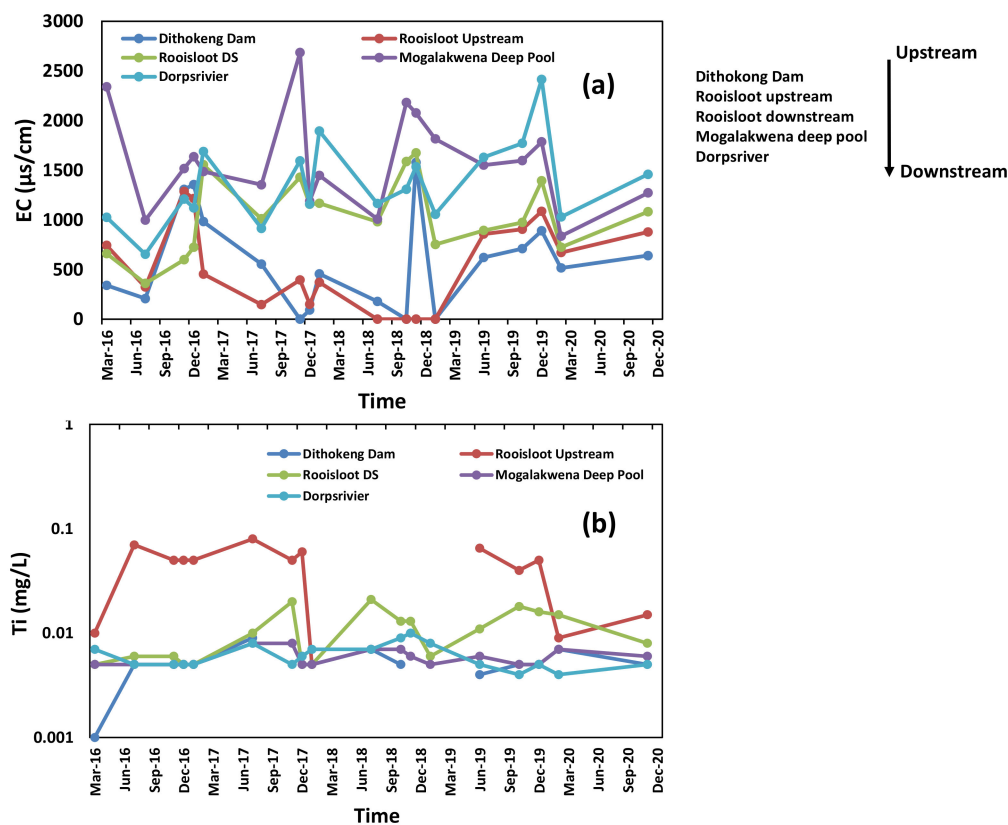 3000
2500
2000
1500
1000
500
0
EC (µs/cm)
Dithokeng Dam
Rooisloot Upstream
Rooisloot DS
Mogalakwena Deep Pool
Dorpsrivier
(a)
Mar-16
Jun-16
Sep-16
Dec-16
Mar-17
Jun-17
Sep-17
Dec-17
Mar-18
Jun-18
Sep-18
Dec-18
Mar-19
Jun-19
Sep-19
Dec-19
Mar-20
Jun-20
Sep-20
Dec-20
Time
Upstream
Dithokong Dam
Rooisloot upstream
Rooisloot downstream
Mogalakwena deep pool
Dorpsriver
Downstream
1
0.1
0.01
0.001
Ti (mg/L)
Dithokeng Dam
Rooisloot Upstream
Rooisloot DS
Mogalakwena Deep Pool
Dorpsrivier
(b)
Mar-16
Jun-16
Sep-16
Dec-16
Mar-17
Jun-17
Sep-17
Dec-17
Mar-18
Jun-18
Sep-18
Dec-18
Mar-19
Jun-19
Sep-19
Dec-19
Mar-20
Jun-20
Sep-20
Dec-20
Time